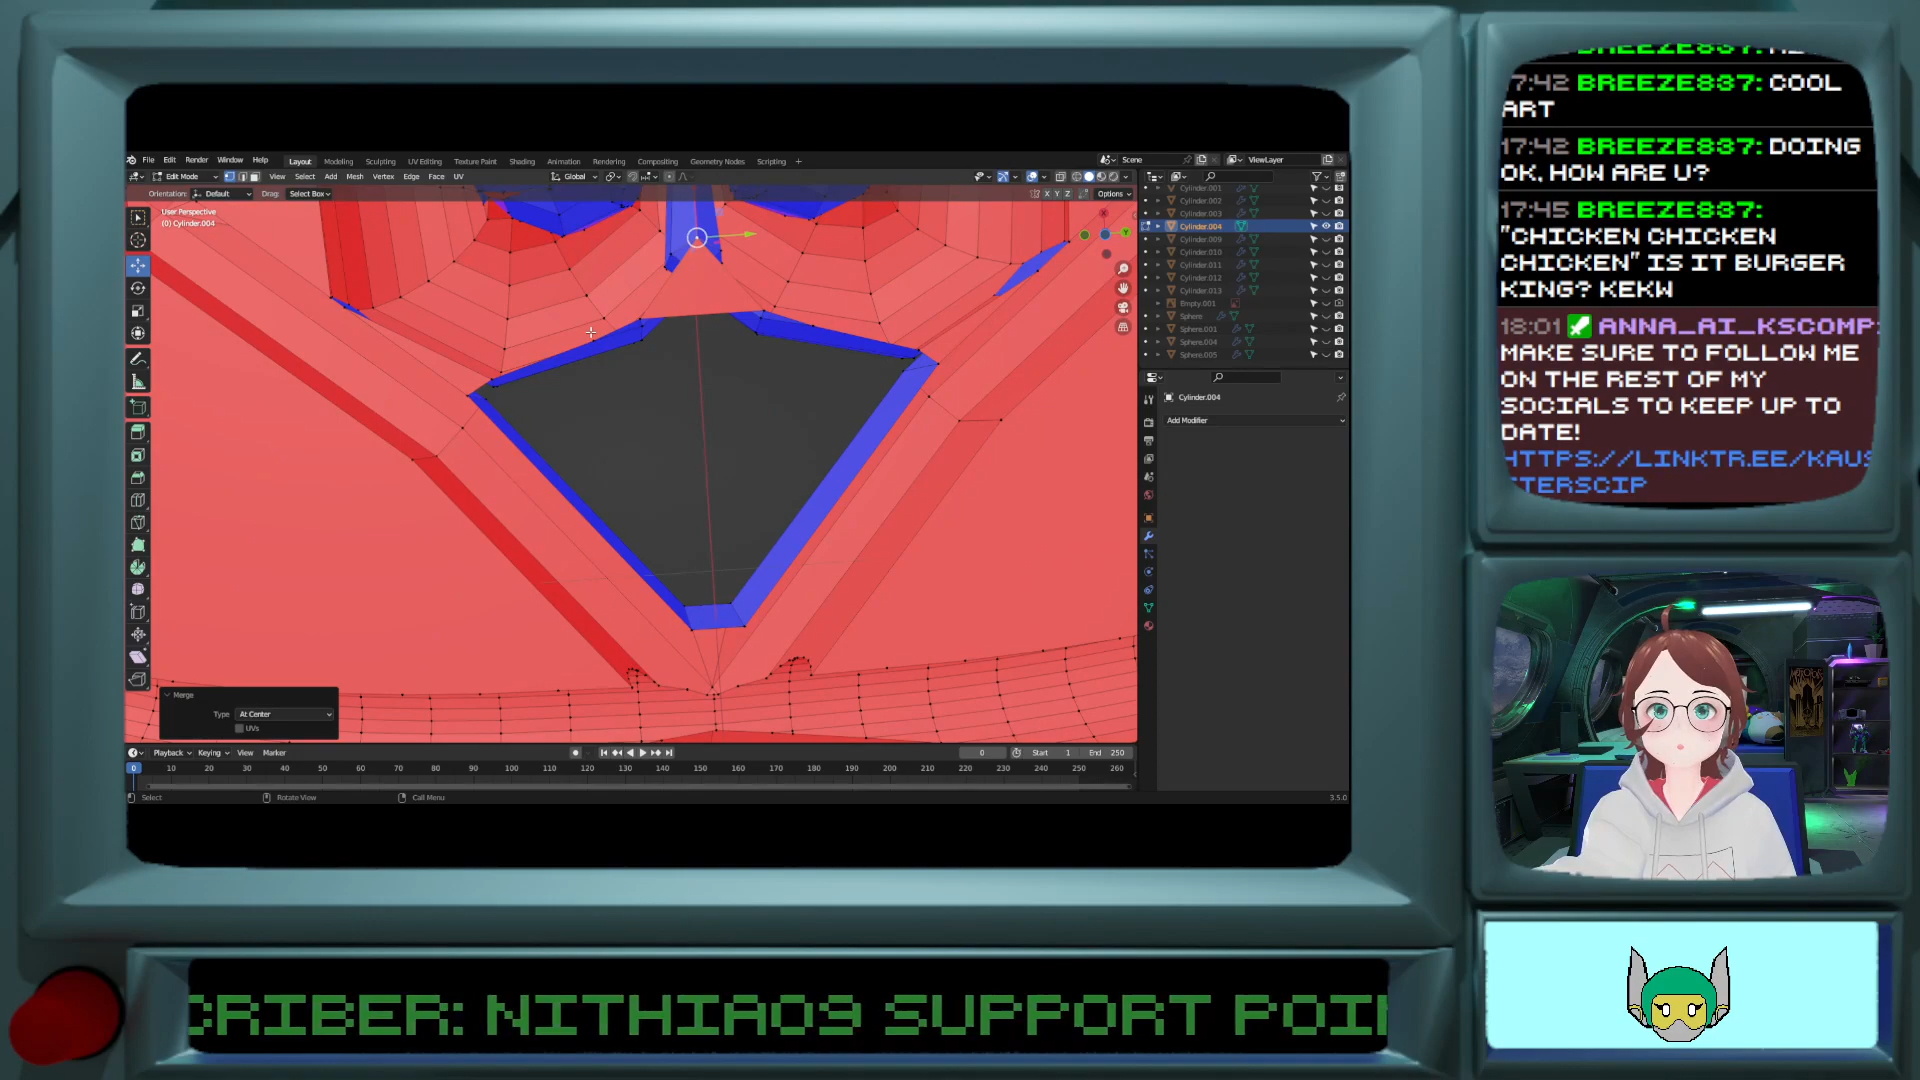 File Edit Render Window Help Layout Modeling Sculpting UV Editing Texture Paint Shading Animation Rendering Compositing Geometry Nodes Scripting +
Scene ViewLayer
Edit Mode View Select Add Mesh Vertex Edge Face UV Global
Orientation: Default Drag: Select Box X Y Z Options
User Perspective
(0) Cylinder.004
Cylinder.001
Cylinder.002
Cylinder.003
Cylinder.004
Cylinder.009
Cylinder.010
Cylinder.011
Cylinder.012
Cylinder.013
Empty.001
Sphere
Sphere.001
Sphere.004
Sphere.005
Cylinder.004
Add Modifier
Merge
Type At Center
UVs
Playback Keying View Marker 0 Start 1 End 250
0 10 20 30 40 50 60 70 80 90 100 110 120 130 140 150 160 170 180 190 200 210 220 230 240 250 260
Select Rotate View Call Menu 3.5.0
17:42 BREEZE837: COOL
ART
17:42 BREEZE837: DOING
OK, HOW ARE U?
17:45 BREEZE837:
"CHICKEN CHICKEN
CHICKEN" IS IT BURGER
KING? KEKW
18:01 ANNA_AI_KSCOMP:
MAKE SURE TO FOLLOW ME
ON THE REST OF MY
SOCIALS TO KEEP UP TO
DATE!
HTTPS://LINKTR.EE/KAUS
TERSCIP
CRIBER: NITHIA09 SUPPORT POIN